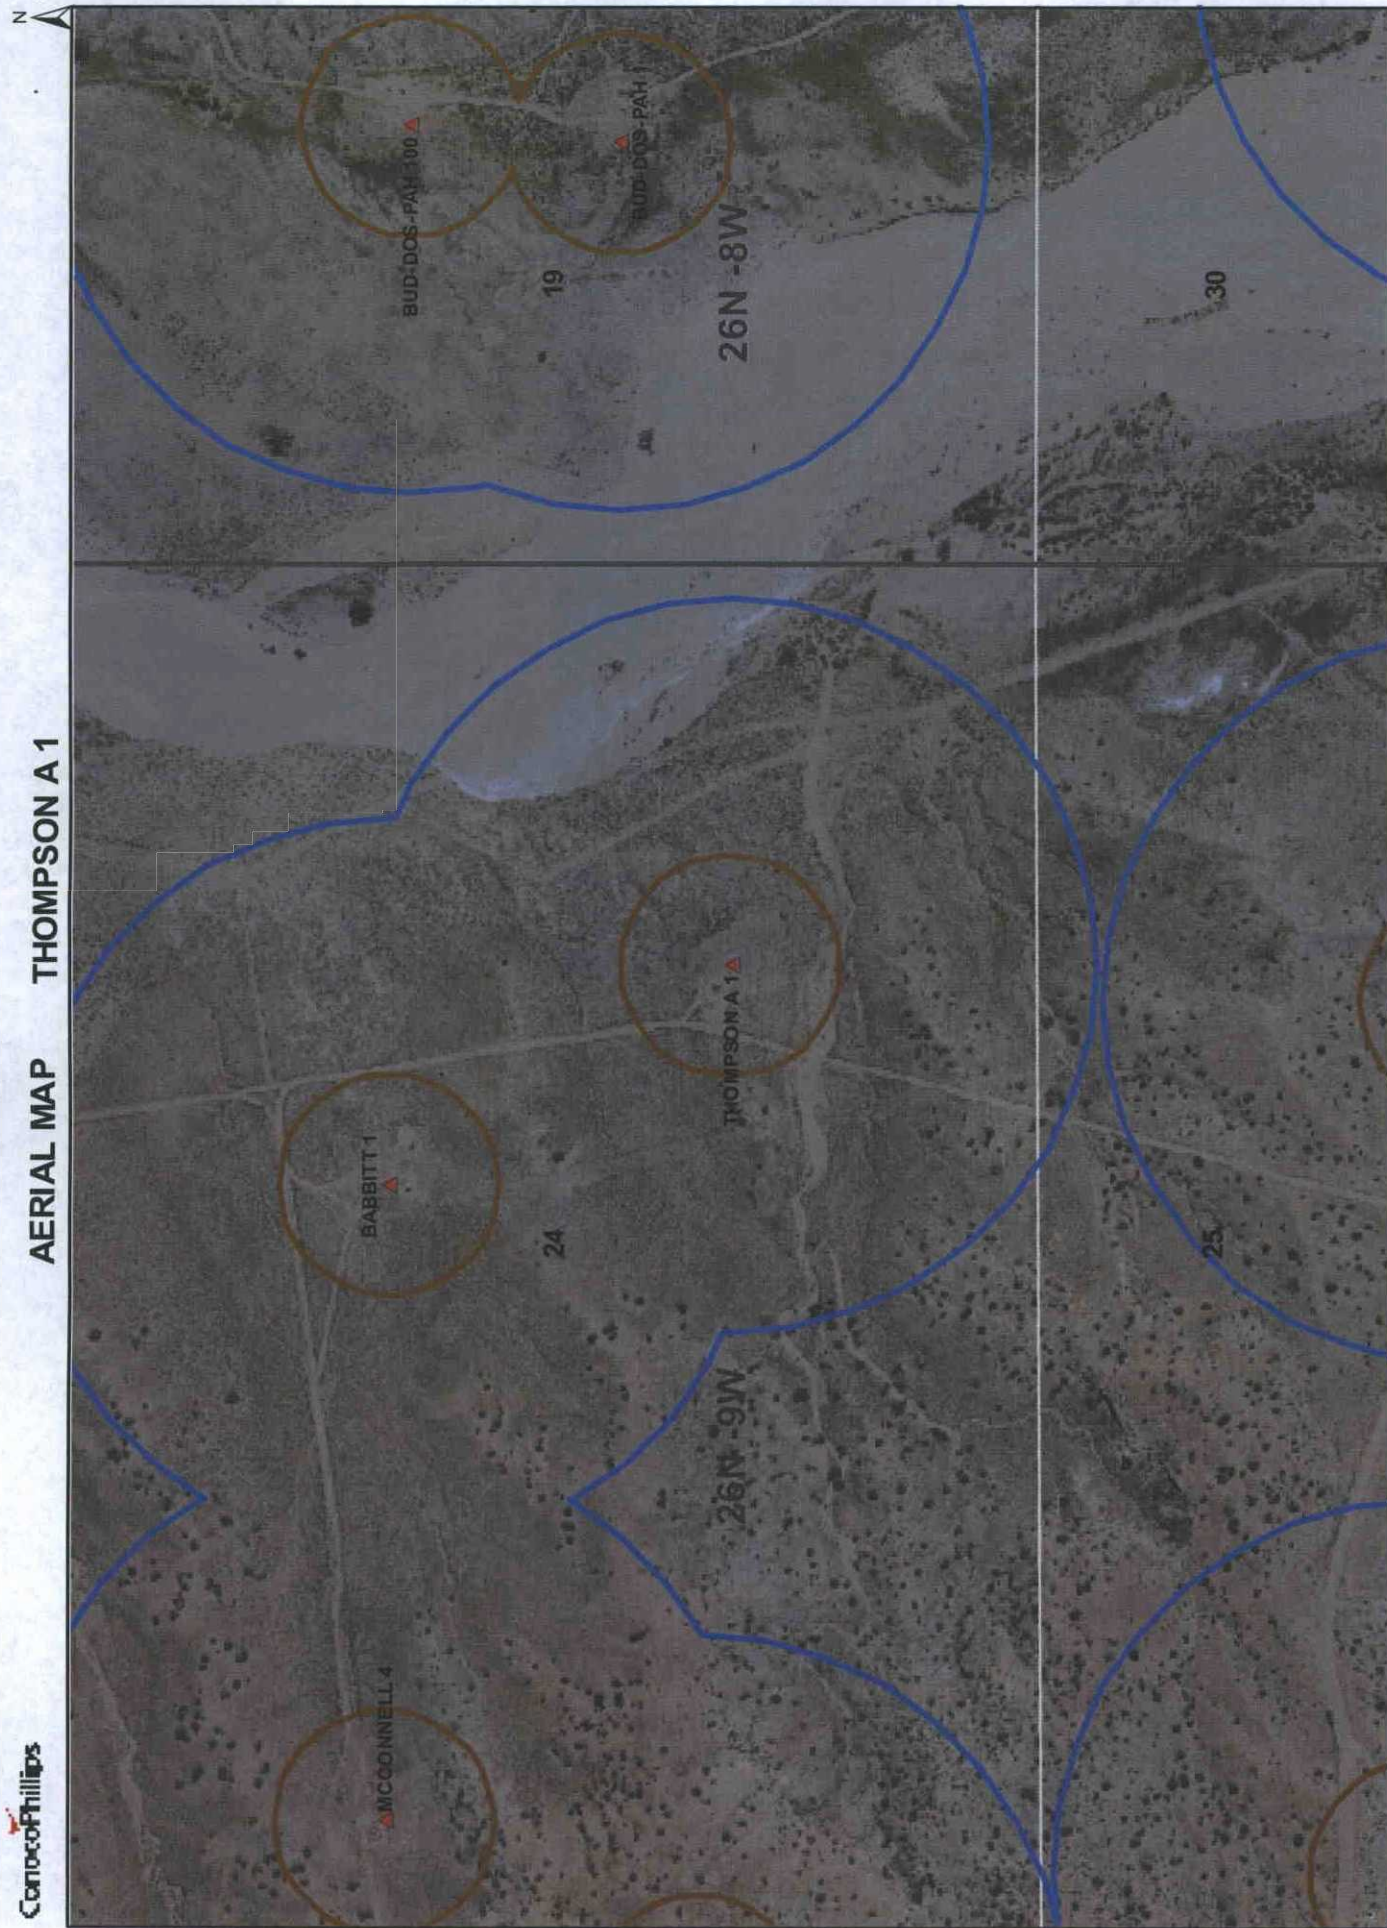 ConocoPhillips
AERIAL MAP THOMPSON A 1
N
MCCONNELL 4
BABBITT 1
THOMPSON A 1
BUD-DOS-PAH 100
BUD-DOS-PAH 1
24
19
26N -9W
26N -8W
25
30